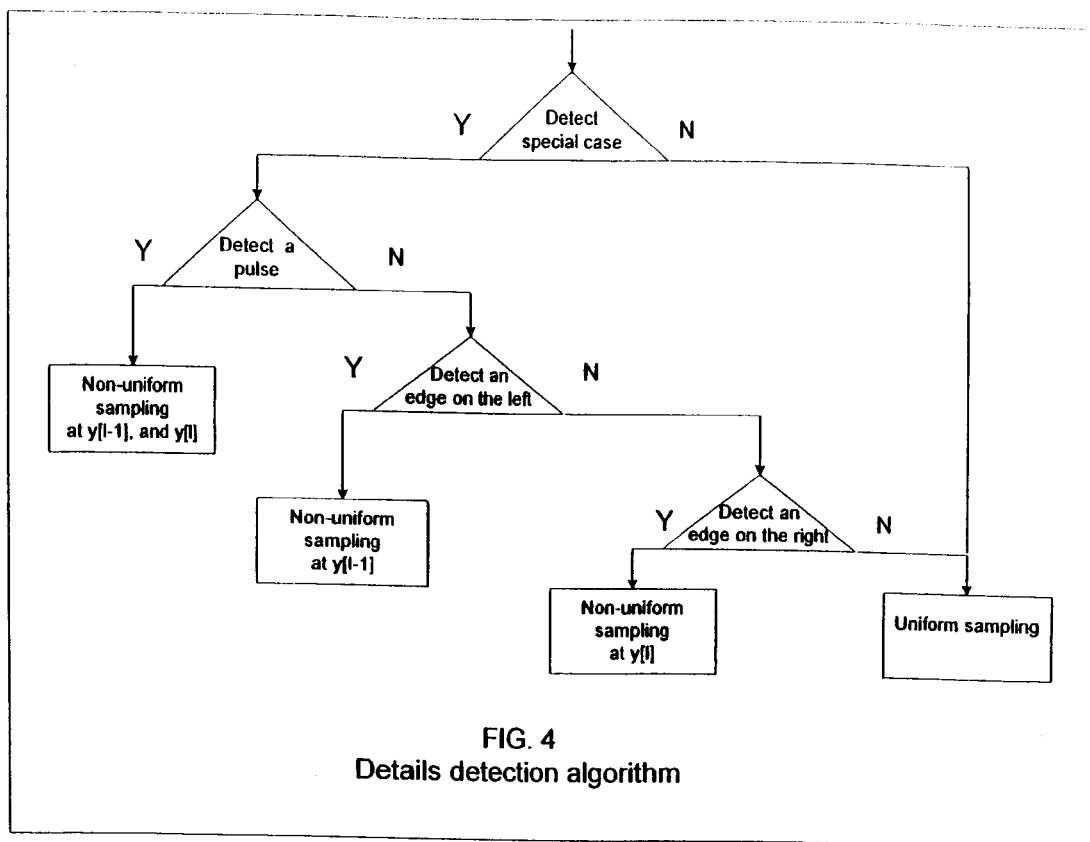 Y
Detect
special case
N
Y
Detect a
pulse
N
Non-uniform
sampling
at y[I-1], and y[I]
Y
Detect an
edge on the left
N
Non-uniform
sampling
at y[I-1]
Y
Detect an
edge on the right
N
Non-uniform
sampling
at y[I]
Uniform sampling
FIG. 4
Details detection algorithm